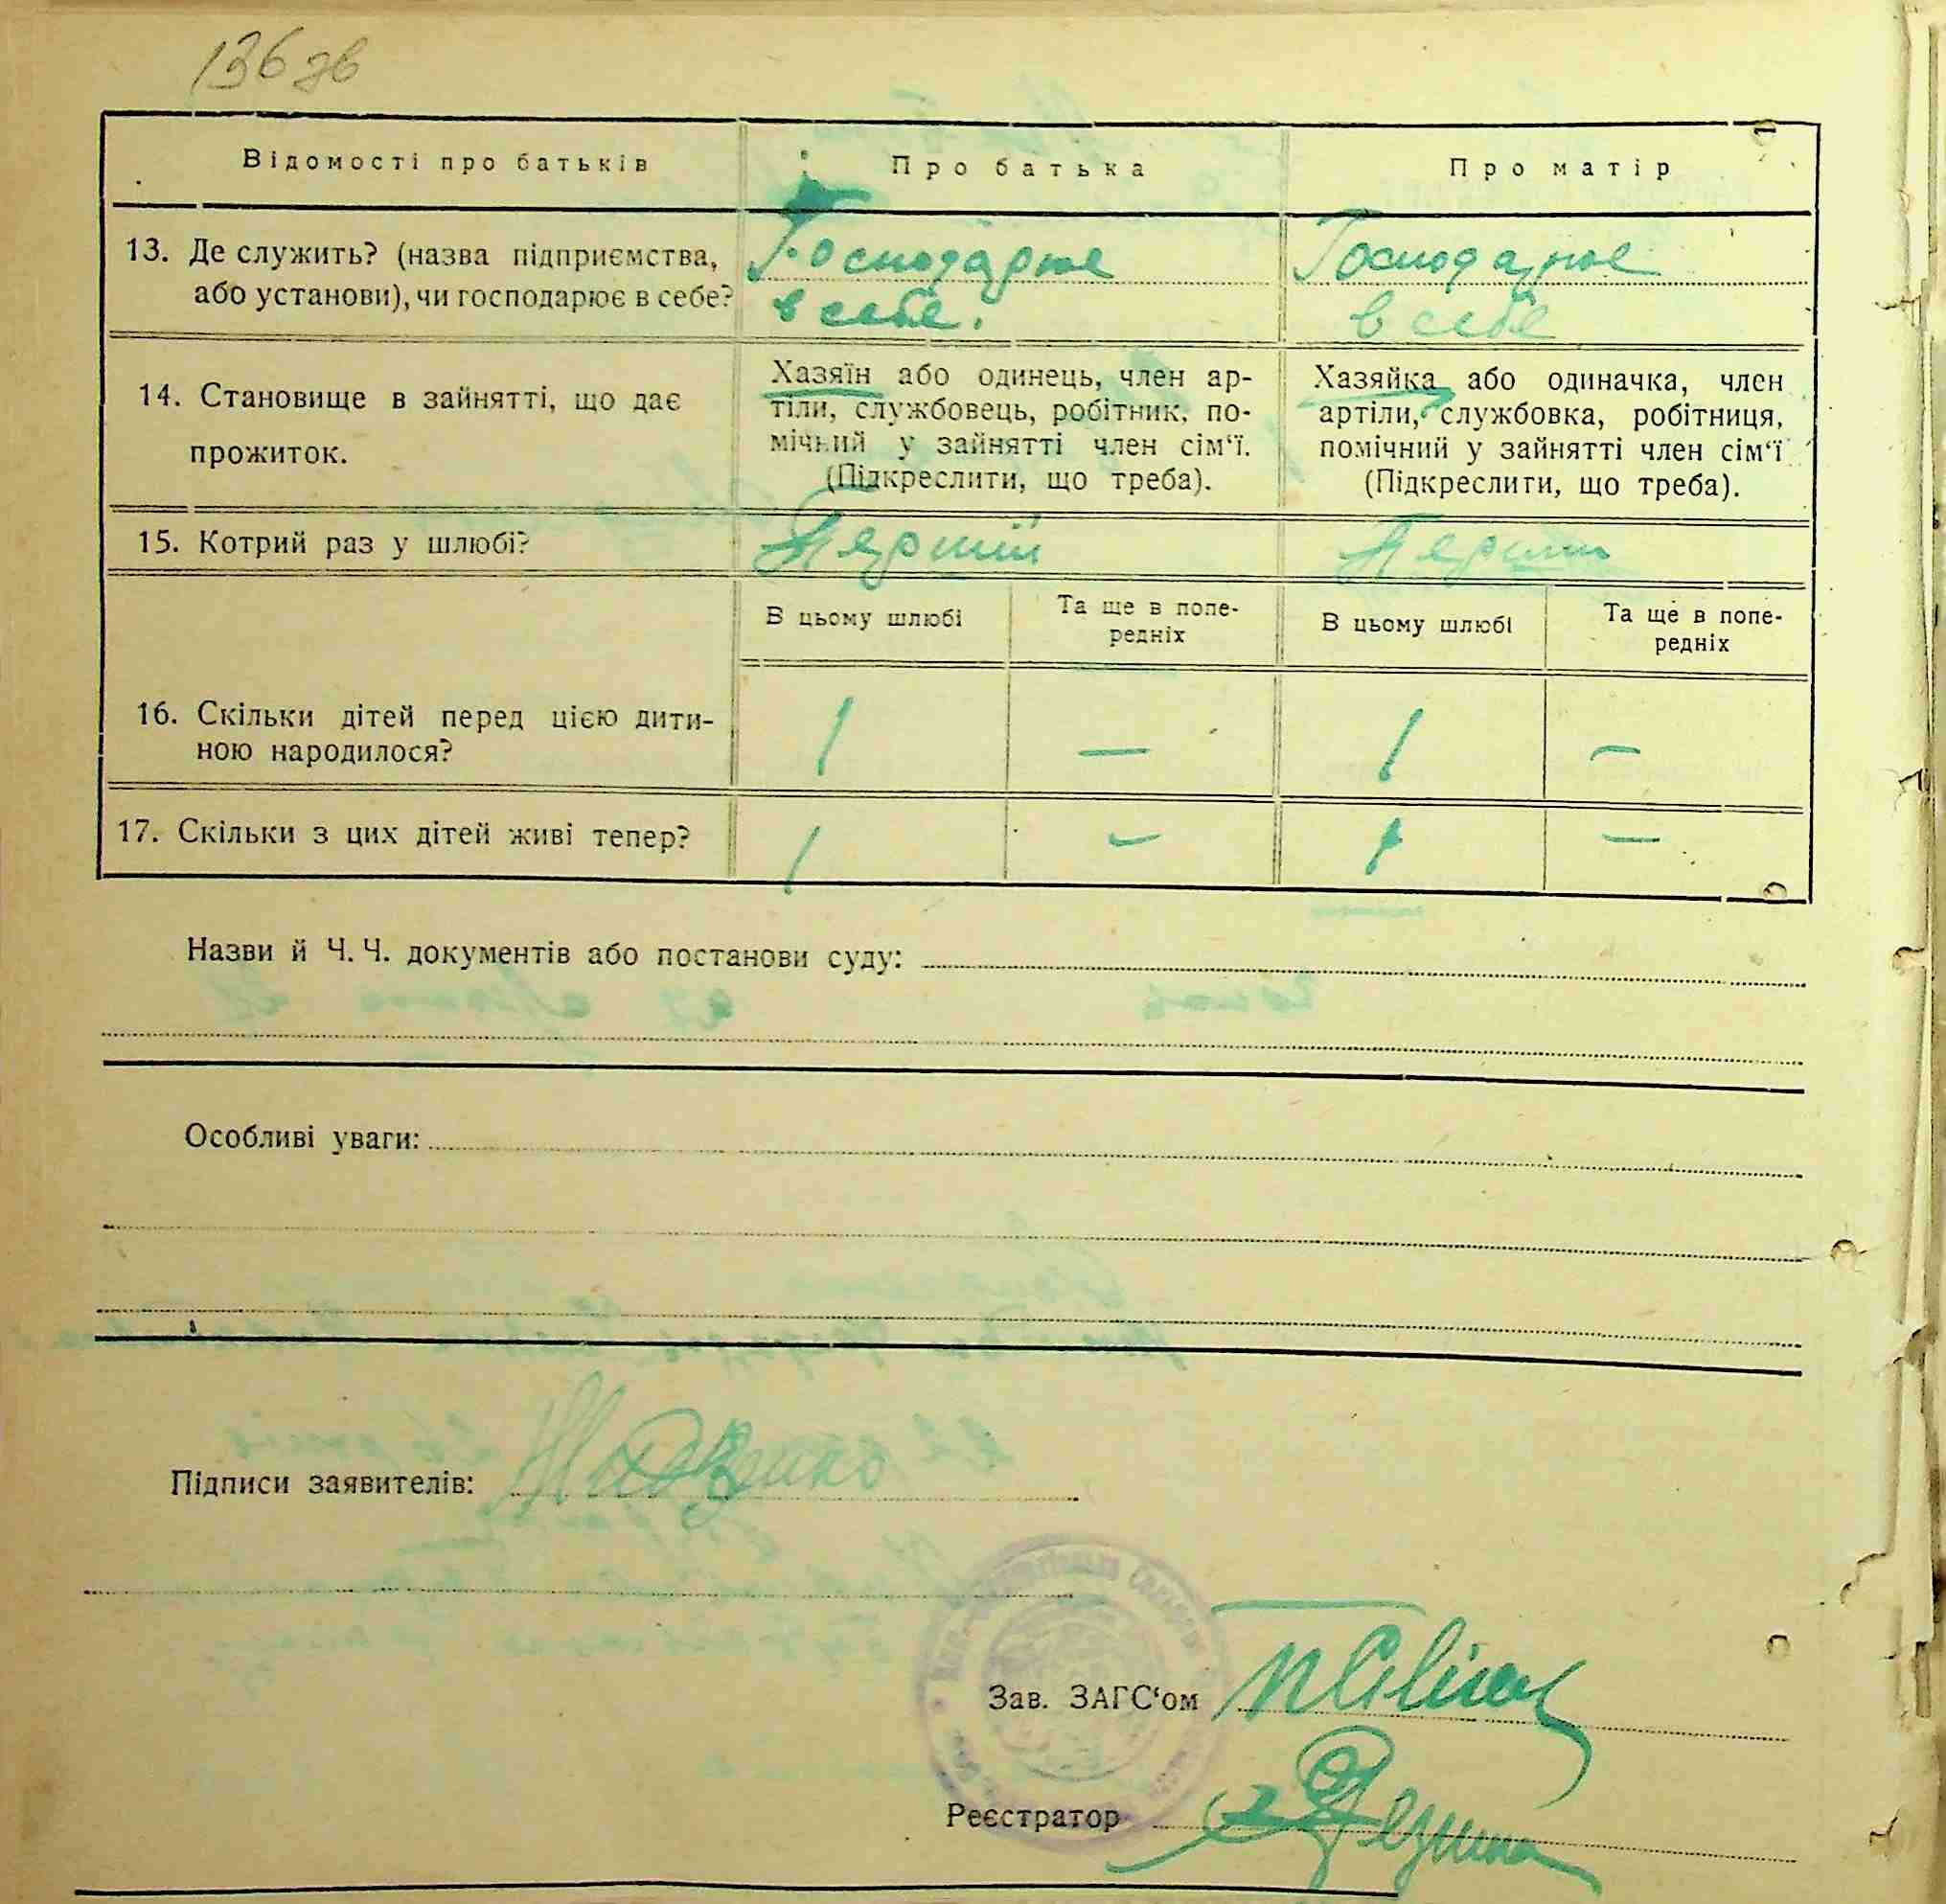 136 зв
Відомості про батьків Про батька Про матір
13. Де служить? (назва підприємства, або установи), чи господарює в себе?
Господарює
в себе.
Господарює
в себе
14. Становище в зайнятті, що дає
прожиток.
Хазяїн або одинець, член ар-
тіли, службовець, робітник, по-
мічний у зайнятті член сім‘ї.
(Підкреслити, що треба).
Хазяйка або одиначка, член
артіли, службовка, робітниця,
помічний у зайнятті член сім‘ї
(Підкреслити, що треба).
15. Котрий раз у шлюбі? Перший Перший
В цьому шлюбі Та ще в попе-
редніх
В цьому шлюбі Та ще в попе-
редніх
16. Скільки дітей перед цією дити-
ною народилося?
1 — 1 —
17. Скільки з цих дітей живі тепер? 1 — 1 —
Назви й Ч. Ч. документів або постанови суду:
Особливі уваги:
Підписи заявителів:
Зав. ЗАГС‘ом
Реєстратор